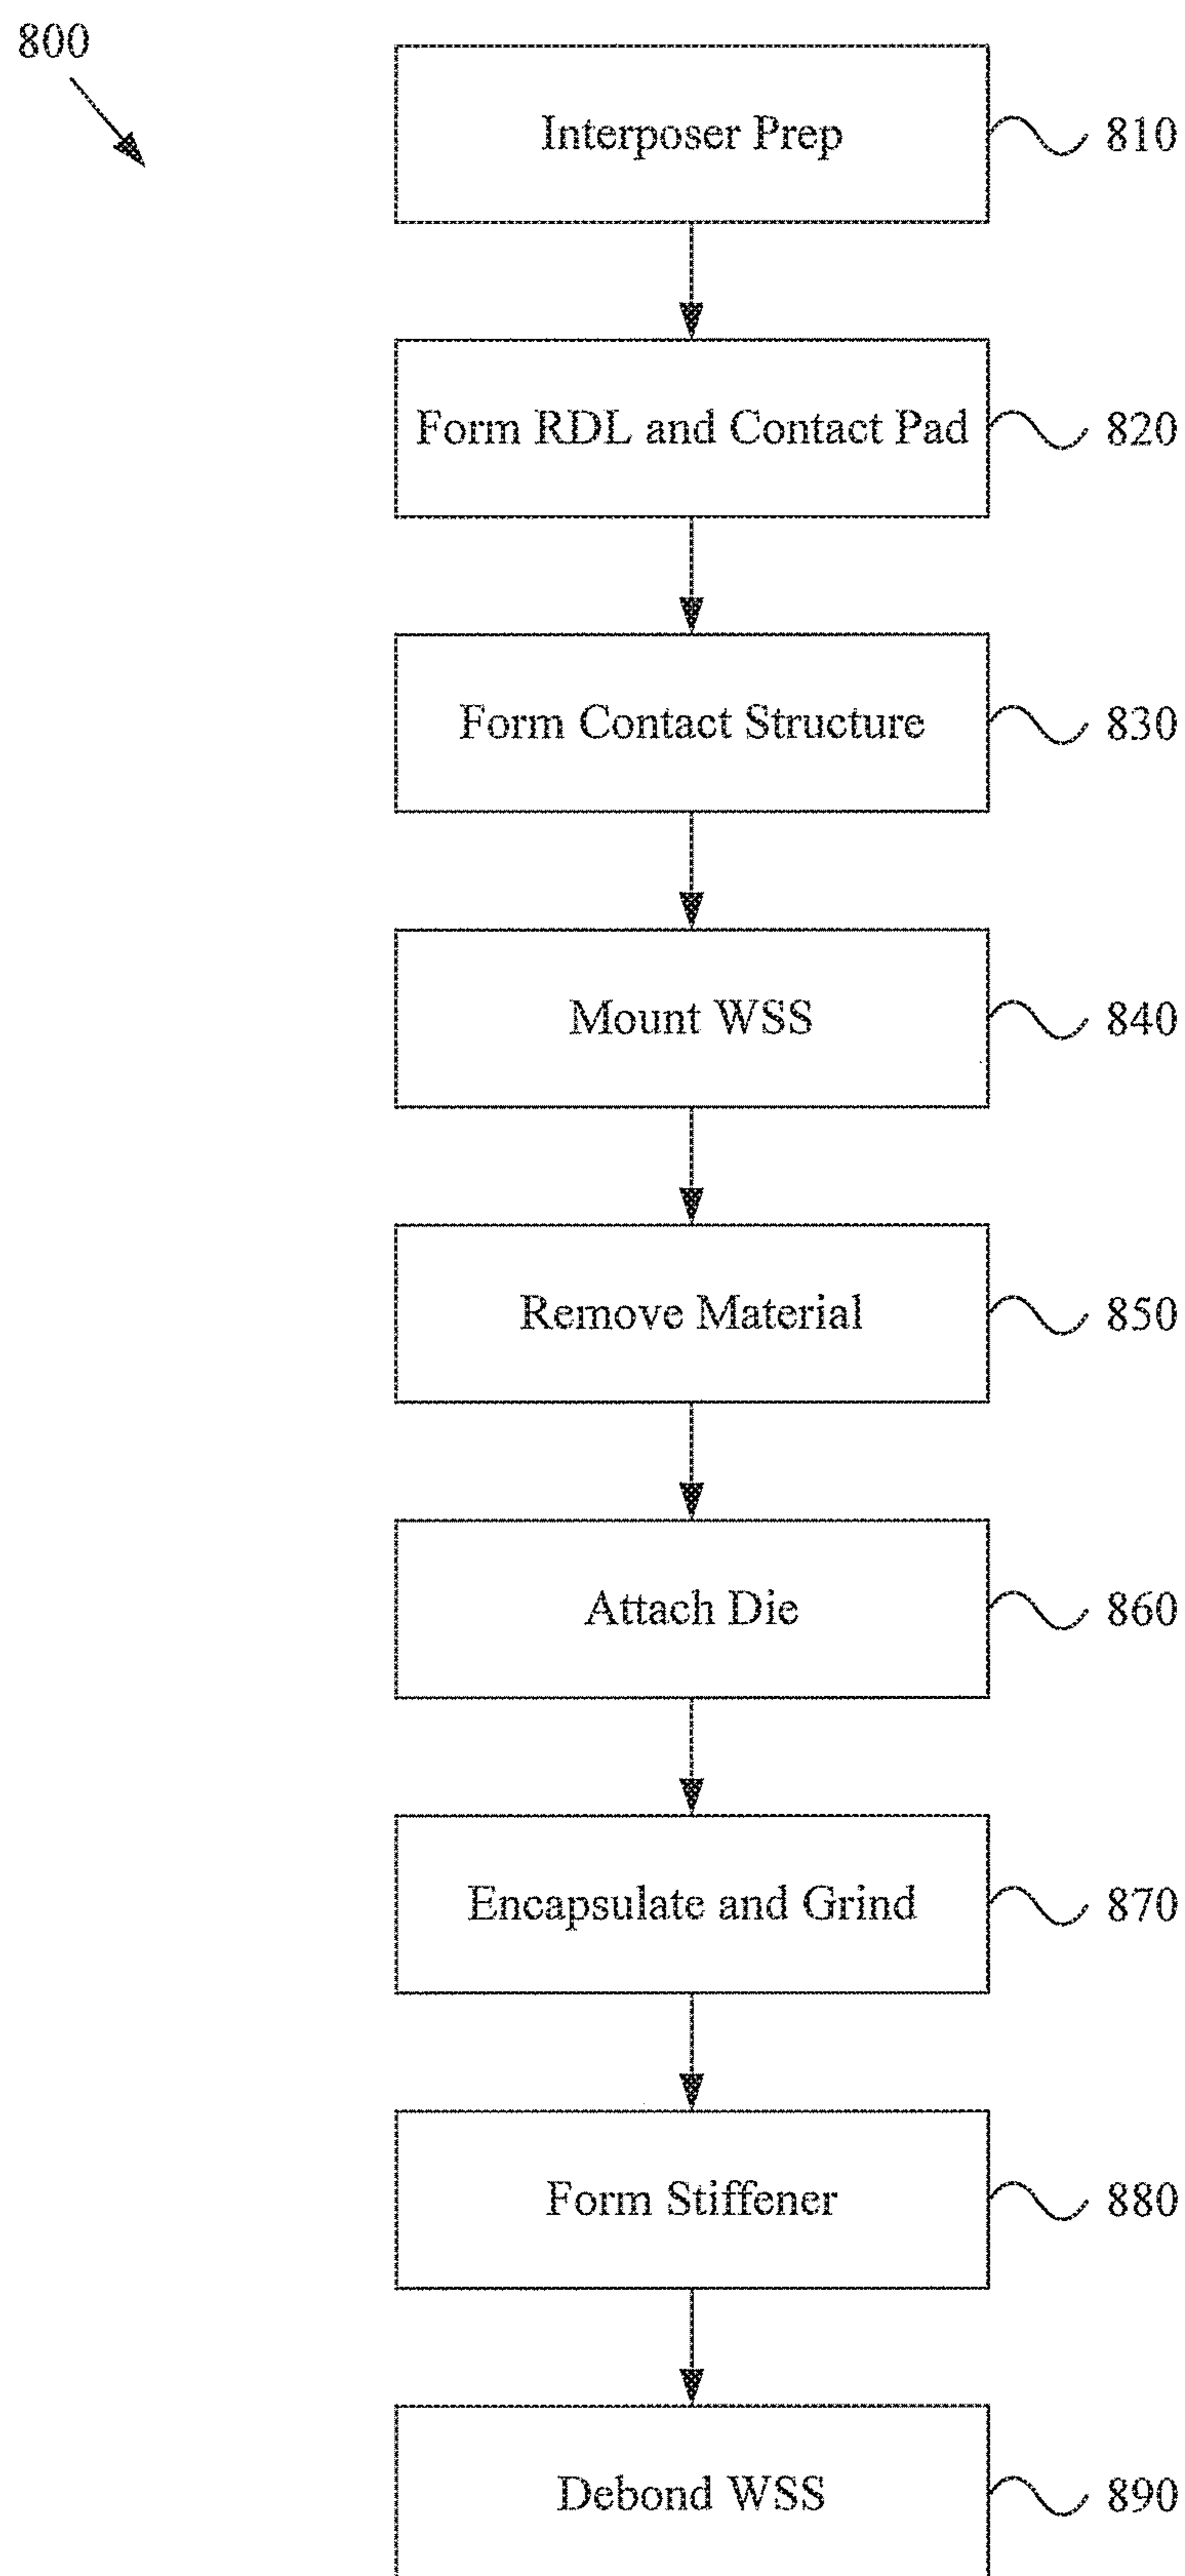 800
Interposer Prep 810
Form RDL and Contact Pad 820
Form Contact Structure 830
Mount WSS 840
Remove Material 850
Attach Die 860
Encapsulate and Grind 870
Form Stiffener 880
Debond WSS 890